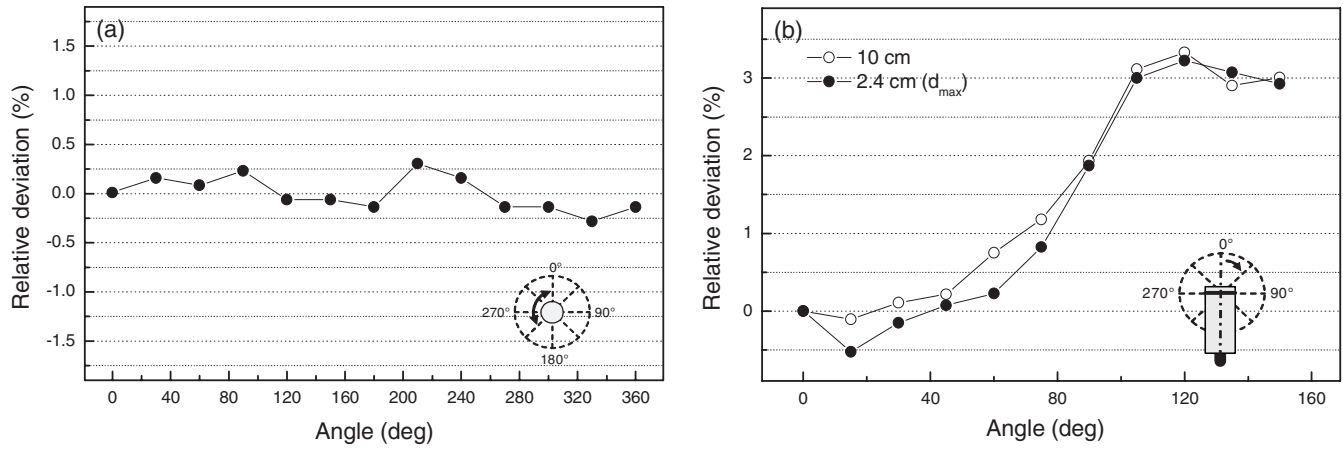 (a)
Relative deviation (%)
1.5
1.0
0.5
0.0
-0.5
-1.0
-1.5
0 40 80 120 160 200 240 280 320 360
Angle (deg)
0°
270° 90°
180°
(b)
10 cm
2.4 cm (dmax)
Relative deviation (%)
3
2
1
0
0 40 80 120 160
Angle (deg)
0°
270° 90°